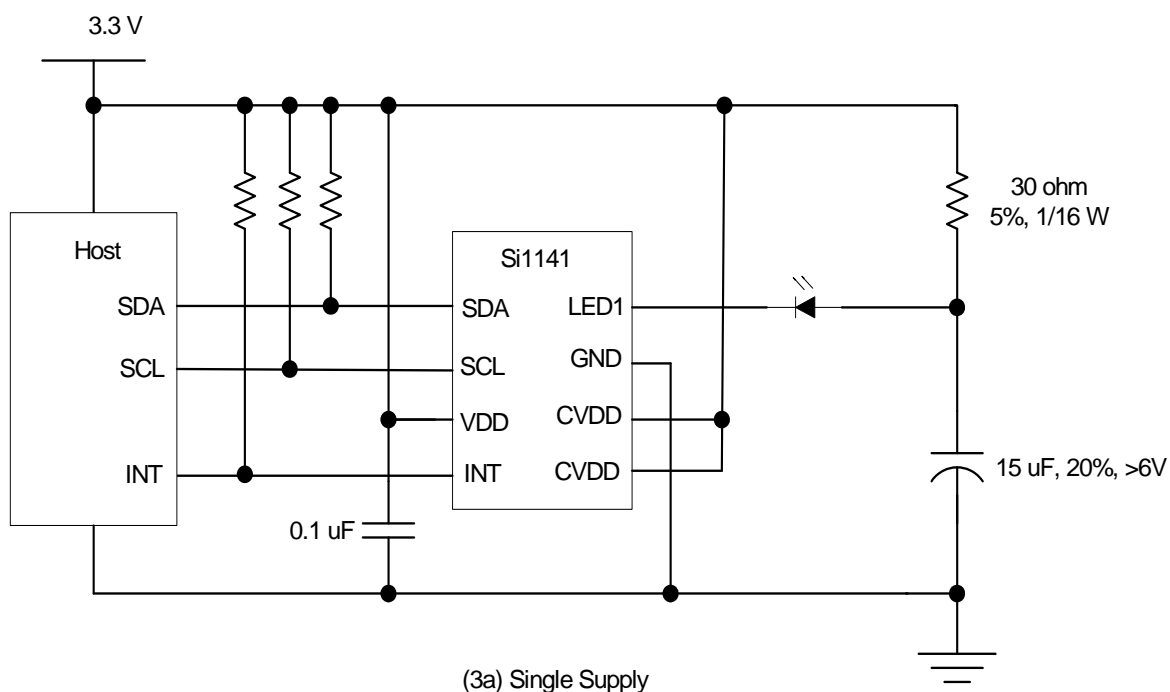 3.3 V
30 ohm
5%, 1/16 W
Host
Si1141
SDA
SDA
LED1
SCL
SCL
GND
VDD
CVDD
INT
INT
CVDD
15 uF, 20%, >6V
0.1 uF
(3a) Single Supply